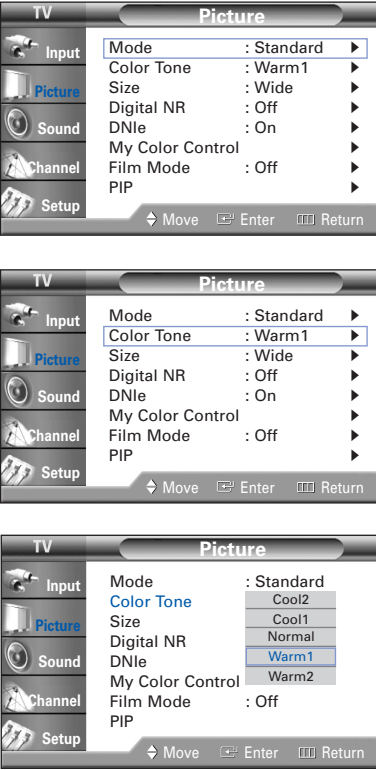 TV Picture
Input
Picture
Sound
Channel
Setup
Mode : Standard
Color Tone : Warm1
Size : Wide
Digital NR : Off
DNIe : On
My Color Control
Film Mode : Off
PIP
Move Enter Return
TV Picture
Input
Picture
Sound
Channel
Setup
Mode : Standard
Color Tone : Warm1
Size : Wide
Digital NR : Off
DNIe : On
My Color Control
Film Mode : Off
PIP
Move Enter Return
TV Picture
Input
Picture
Sound
Channel
Setup
Mode : Standard
Color Tone
Size
Digital NR
DNIe
My Color Control
Film Mode : Off
PIP
Cool2
Cool1
Normal
Warm1
Warm2
Move Enter Return